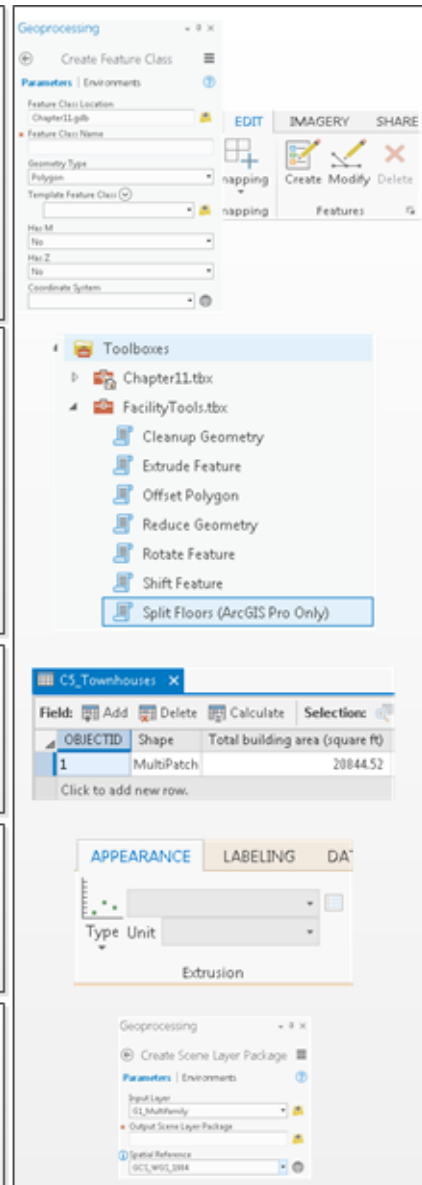 Geoprocessing
Create Feature Class
Parameters | Environments
Feature Class Location
Chapter11.gdb
Feature Class Name
Geometry Type
Polygon
Template Feature Class
Has M
No
Has Z
No
Coordinate System
EDIT IMAGERY SHARE
napping Create Modify Delete
napping Features
Toolboxes
Chapter11.tbx
FacilityTools.tbx
Cleanup Geometry
Extrude Feature
Offset Polygon
Reduce Geometry
Rotate Feature
Shift Feature
Split Floors (ArcGIS Pro Only)
C5_Townhouses
Field: Add Delete Calculate Selection:
OBJECTID Shape Total building area (square ft)
1 MultiPatch 20844.52
Click to add new row.
APPEARANCE LABELING DAT
Type Unit
Extrusion
Geoprocessing
Create Scene Layer Package
Parameters | Environments
Input Layer
G1_Multifamily
Output Scene Layer Package
Spatial Reference
GCS_WGS_1984